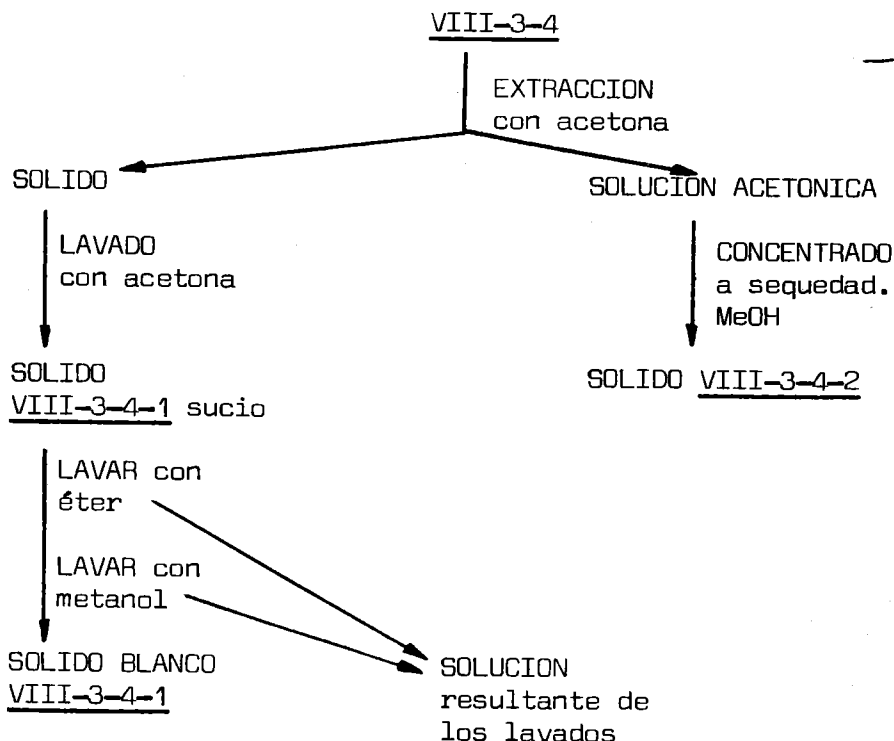 VIII-3-4
EXTRACCION
con acetona
SOLIDO
SOLUCION ACETONICA
LAVADO
con acetona
CONCENTRADO
a sequedad.
MeOH
SOLIDO
VIII-3-4-1 sucio
SOLIDO VIII-3-4-2
LAVAR con
éter
LAVAR con
metanol
SOLIDO BLANCO
VIII-3-4-1
SOLUCION
resultante de
los lavados